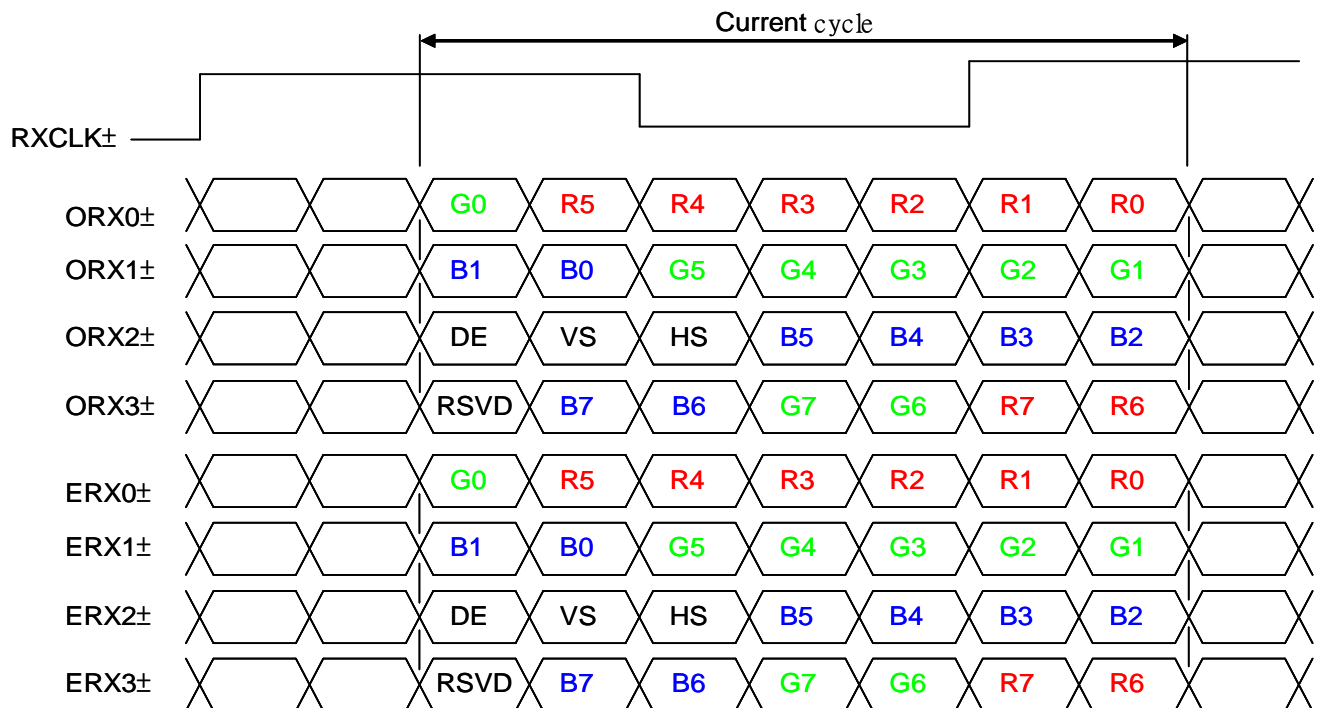 Current cycle
RXCLK±
ORX0± G0 R5 R4 R3 R2 R1 R0
ORX1± B1 B0 G5 G4 G3 G2 G1
ORX2± DE VS HS B5 B4 B3 B2
ORX3± RSVD B7 B6 G7 G6 R7 R6
ERX0± G0 R5 R4 R3 R2 R1 R0
ERX1± B1 B0 G5 G4 G3 G2 G1
ERX2± DE VS HS B5 B4 B3 B2
ERX3± RSVD B7 B6 G7 G6 R7 R6